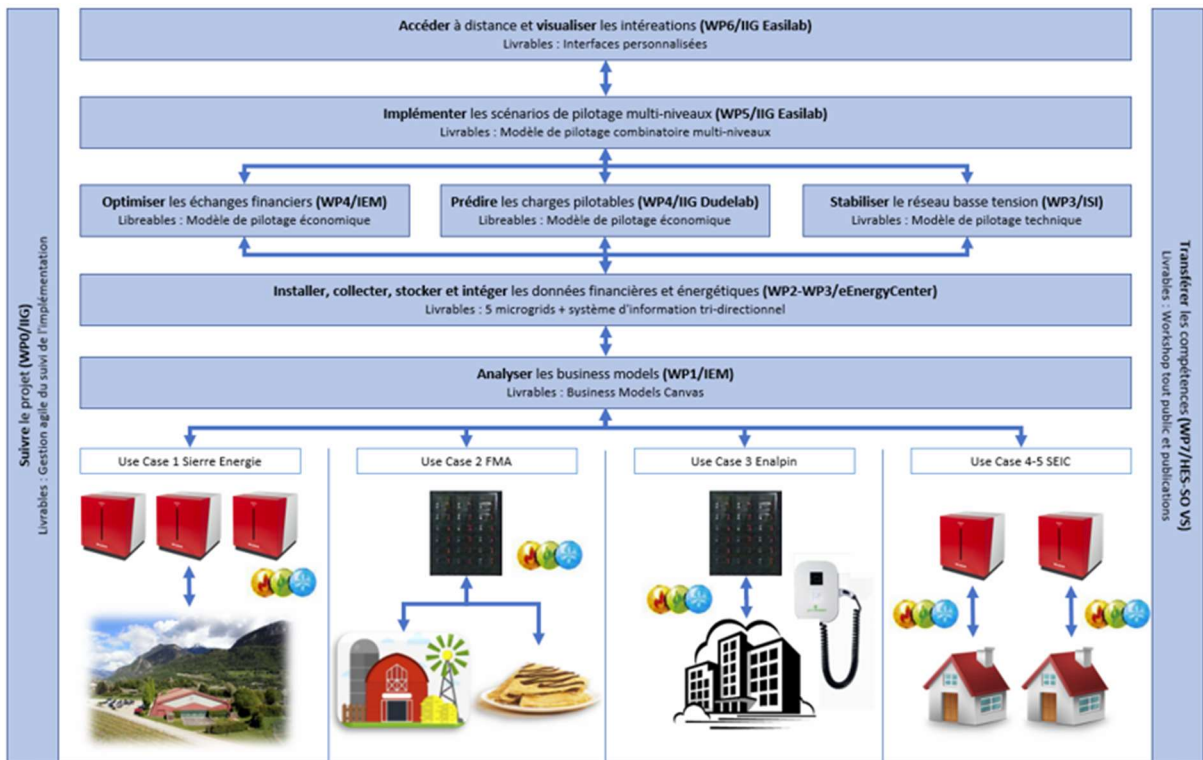 Accéder à distance et visualiser les intéreations (WP6/IIG Easilab)
Livrables : Interfaces personnalisées
Implémenter les scénarios de pilotage multi-niveaux (WP5/IIG Easilab)
Livrables : Modèle de pilotage combinatoire multi-niveaux
Optimiser les échanges financiers (WP4/IEM)
Libreables : Modèle de pilotage économique
Prédire les charges pilotables (WP4/IIG Dudelab)
Libreables : Modèle de pilotage économique
Stabiliser le réseau basse tension (WP3/ISI)
Livrables : Modèle de pilotage technique
Installer, collecter, stocker et intéger les données financières et énergétiques (WP2-WP3/eEnergyCenter)
Livrables : 5 microgrids + système d'information tri-directionnel
Analyser les business models (WP1/IEM)
Livrables : Business Models Canvas
Use Case 1 Sierre Energie
Use Case 2 FMA
Use Case 3 Enalpin
Use Case 4-5 SEIC
Suivre le projet (WP0/IIG)
Livrables : Gestion agile du suivi de l'implémentation
Transférer les compétences (WP7/HES-SO VS)
Livrables : Workshop tout public et publications